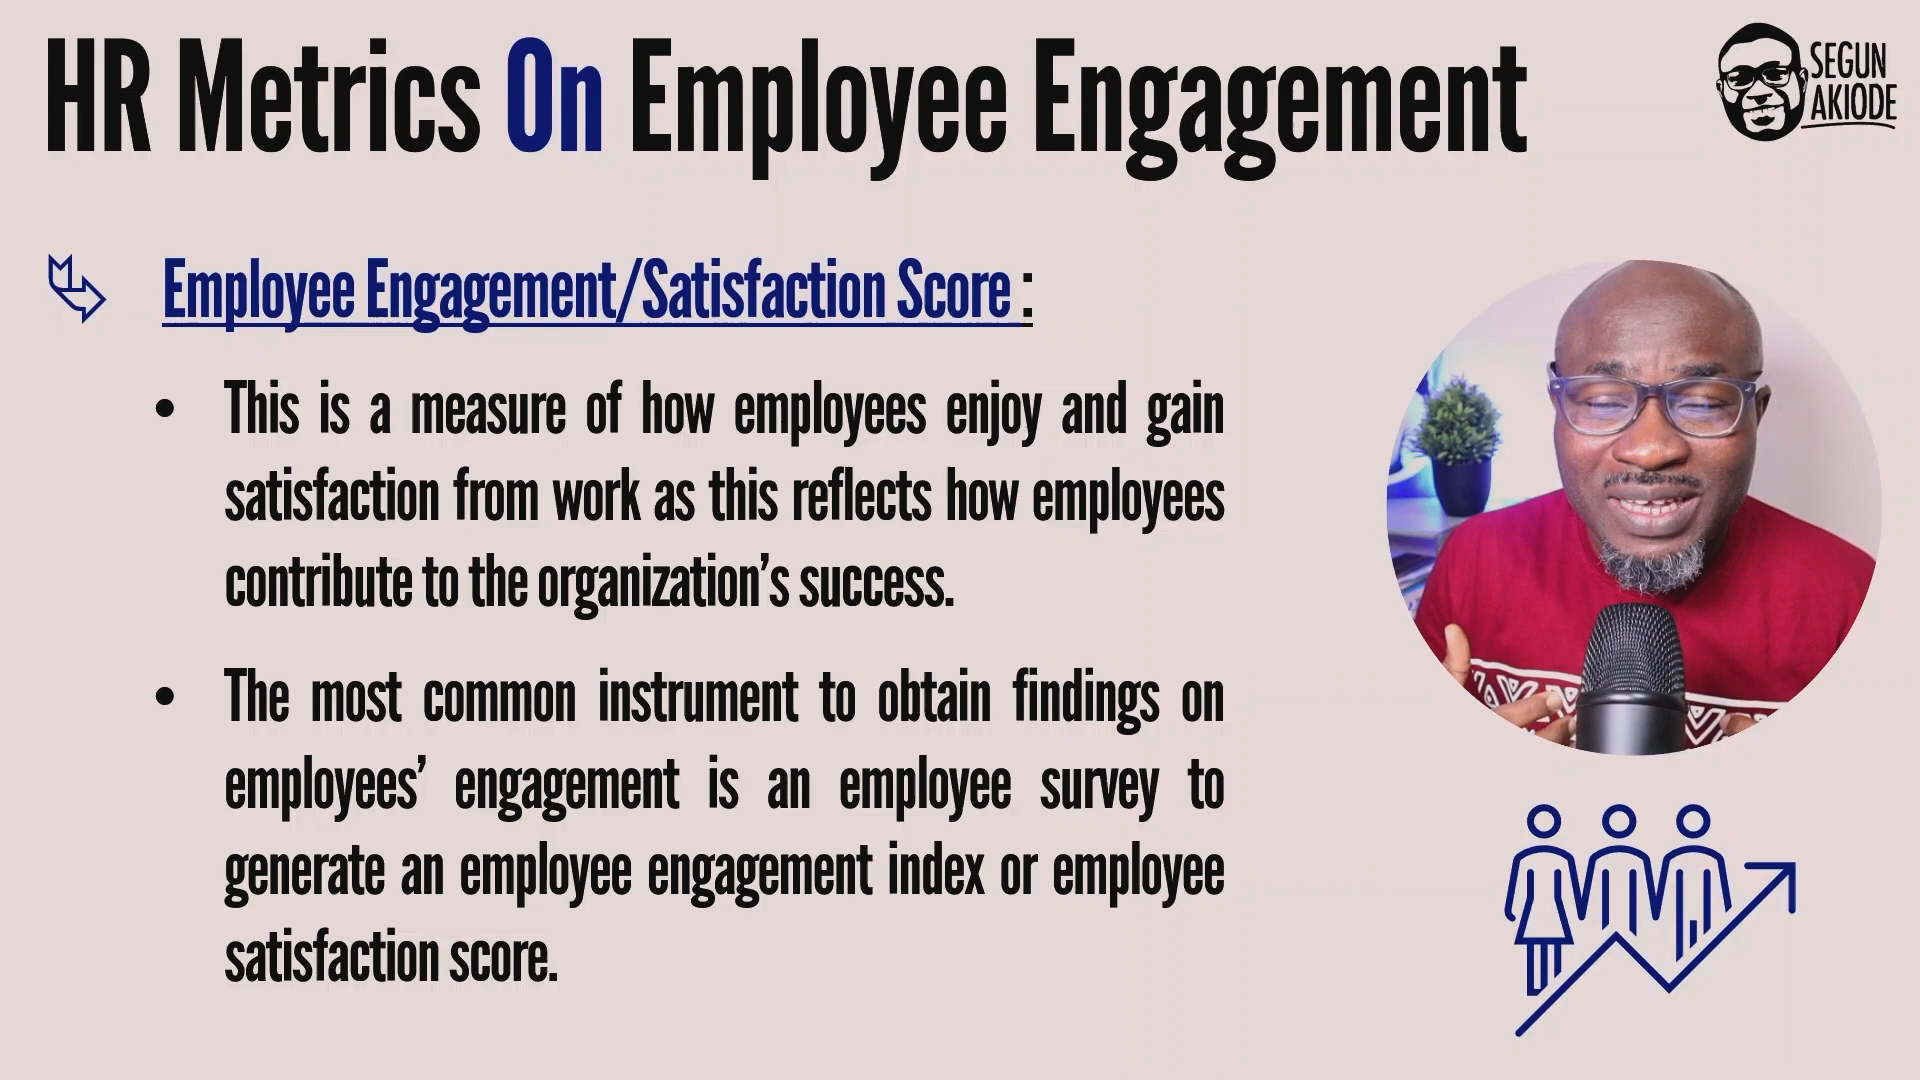 HR Metrics On Employee Engagement
SEGUN
AKIODE
Employee Engagement/Satisfaction Score :
• This is a measure of how employees enjoy and gain
satisfaction from work as this reflects how employees
contribute to the organization’s success.
• The most common instrument to obtain findings on
employees’ engagement is an employee survey to
generate an employee engagement index or employee
satisfaction score.